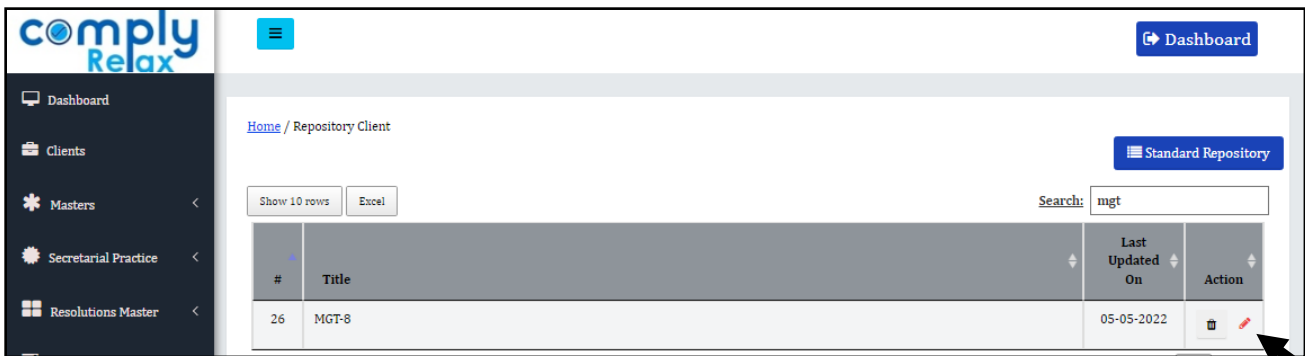 comply
Relax
Dashboard
Dashboard
Home / Repository Client
Clients
Standard Repository
Masters
Show 10 rows Excel Search: mgt
Secretarial Practice
# Title Last Updated On Action
Resolutions Master
26 MGT-8 05-05-2022